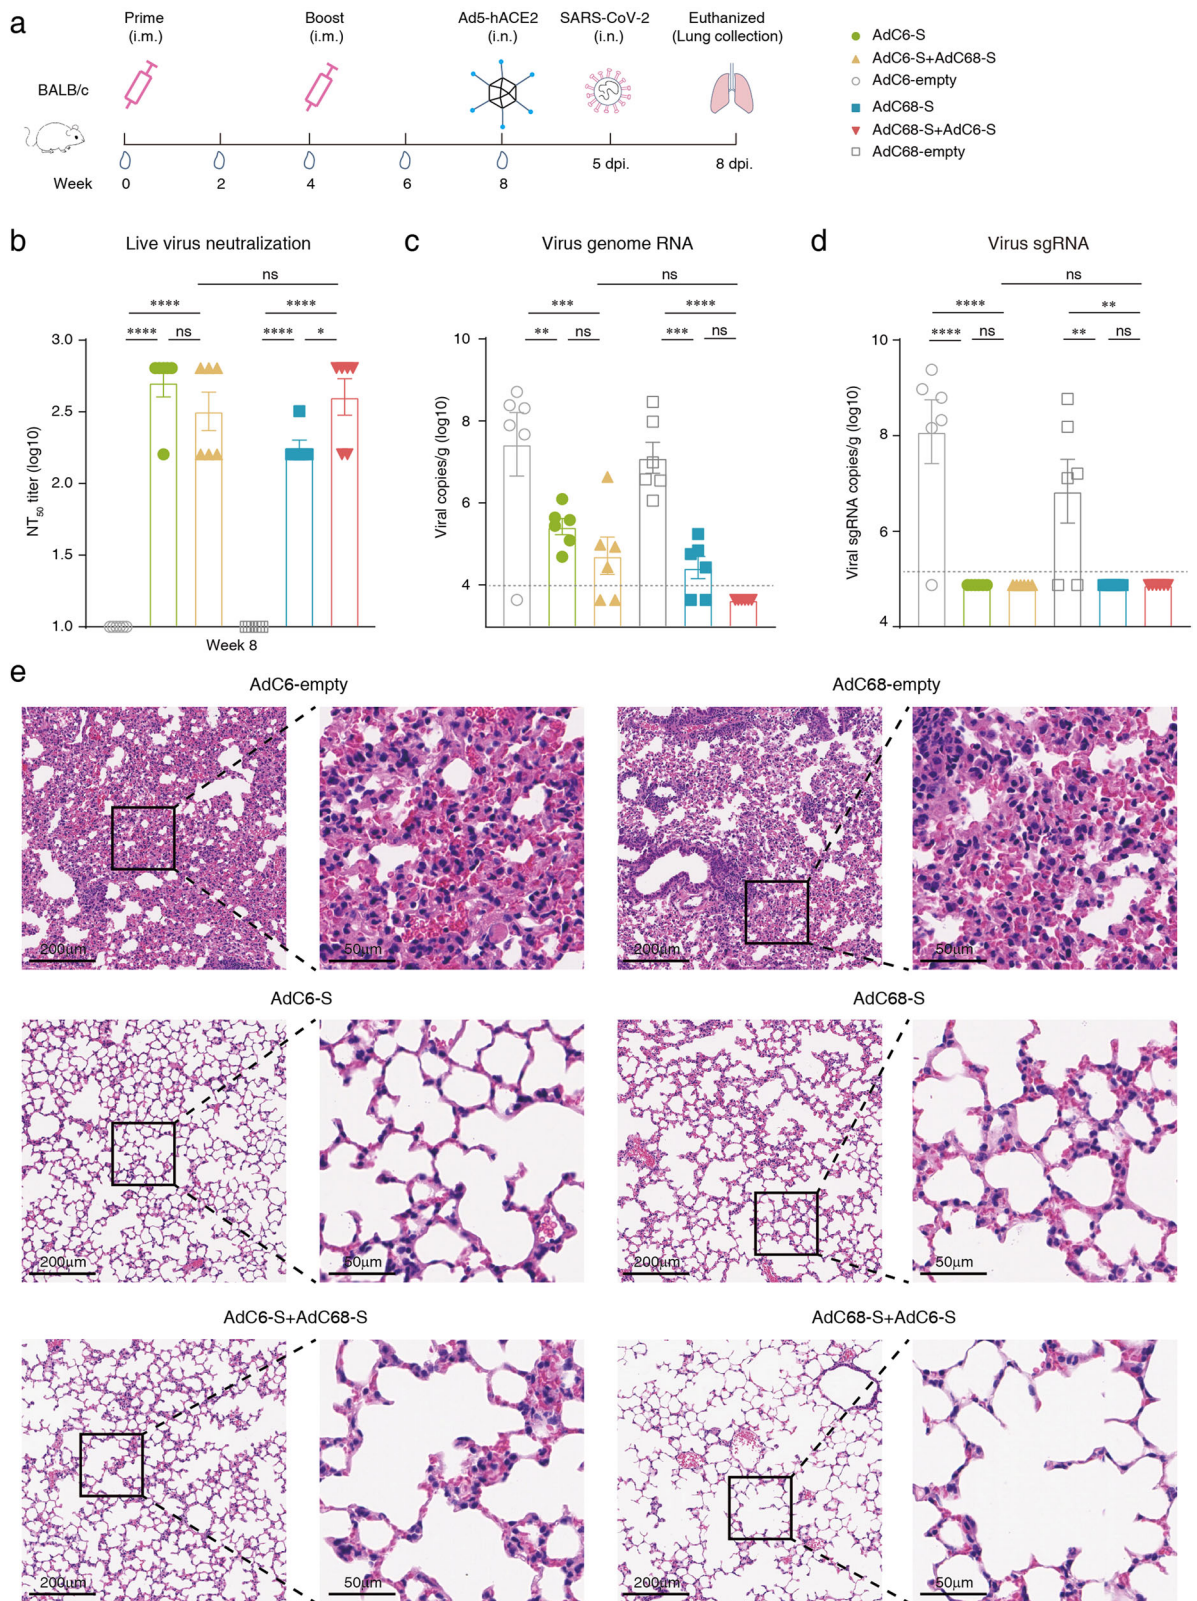 a
Prime
(i.m.)
Boost
(i.m.)
Ad5-hACE2
(i.n.)
SARS-CoV-2
(i.n.)
Euthanized
(Lung collection)
BALB/c
5 dpi.
8 dpi.
Week
0
2
4
6
8
AdC6-S
AdC6-S+AdC68-S
AdC6-empty
AdC68-S
AdC68-S+AdC6-S
AdC68-empty
b
Live virus neutralization
ns
**** ****
**** ns **** *
NT50 titer (log10)
3.0
2.5
2.0
1.5
1.0
Week 8
c
Virus genome RNA
ns
*** ****
** ns *** ns
Viral copies/g (log10)
10
8
6
4
d
Virus sgRNA
ns
**** **
**** ns ** ns
Viral sgRNA copies/g (log10)
10
8
6
4
e
AdC6-empty
AdC68-empty
200μm
50μm
200μm
50μm
AdC6-S
AdC68-S
200μm
50μm
200μm
50μm
AdC6-S+AdC68-S
AdC68-S+AdC6-S
200μm
50μm
200μm
50μm